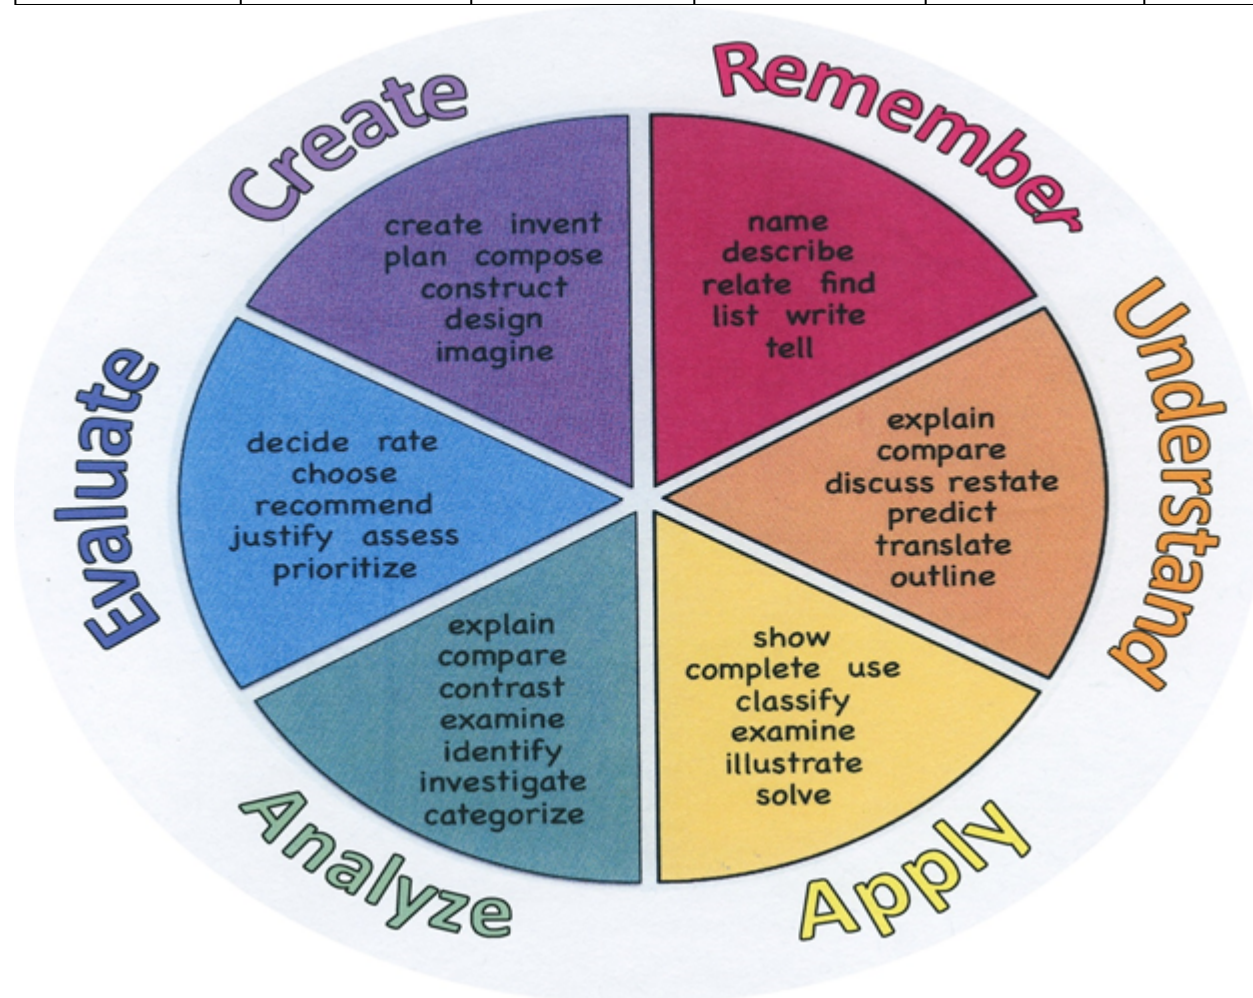 Remember
name
describe
relate find
list write
tell
Understand
explain
compare
discuss restate
predict
translate
outline
Apply
show
complete use
classify
examine
illustrate
solve
Analyze
explain
compare
contrast
examine
identify
investigate
categorize
Evaluate
decide rate
choose
recommend
justify assess
prioritize
Create
create invent
plan compose
construct
design
imagine